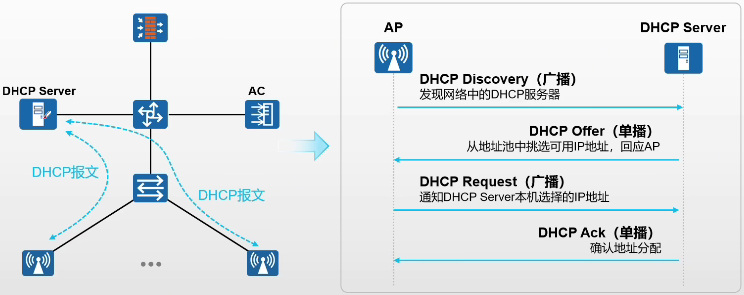 DHCP Server
AC
DHCP报文
DHCP报文
•••
AP
DHCP Server
DHCP Discovery（广播）
发现网络中的DHCP服务器
DHCP Offer（单播）
从地址池中挑选可用IP地址，回应AP
DHCP Request（广播）
通知DHCP Server本机选择的IP地址
DHCP Ack（单播）
确认地址分配